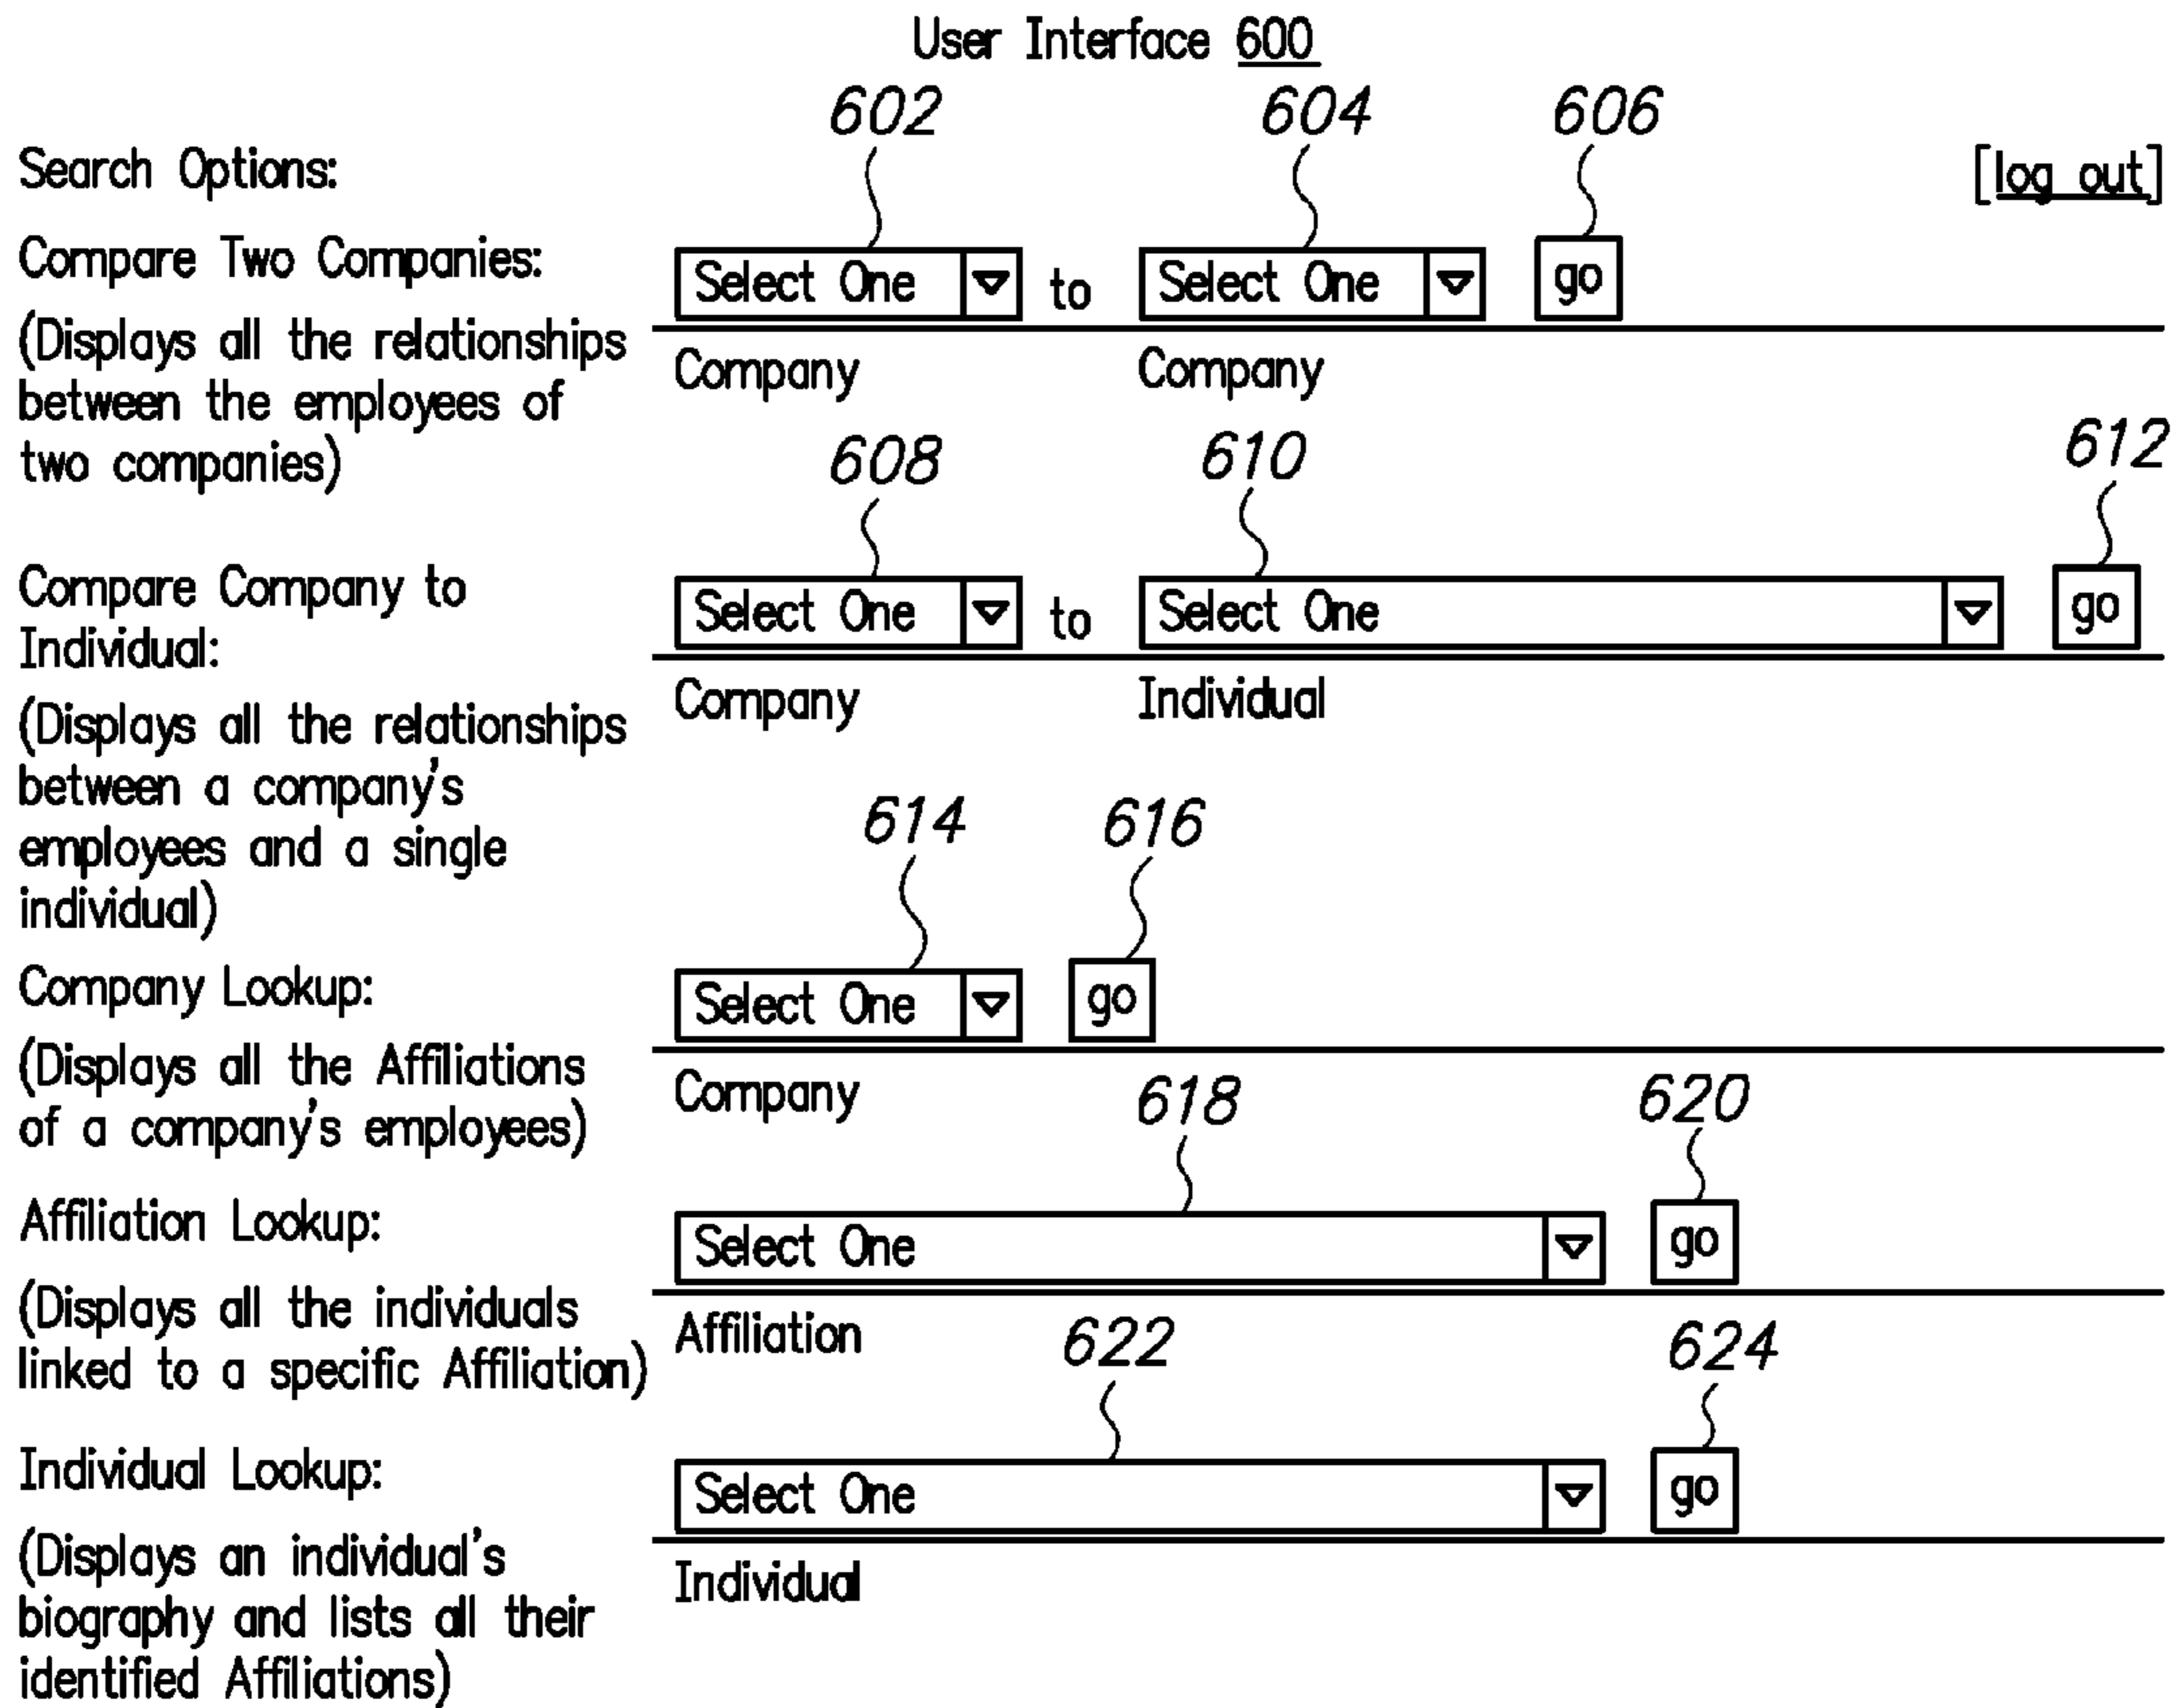 User Interface 600
602 604 606
Search Options: [log out]
Compare Two Companies: Select One to Select One go
(Displays all the relationships
between the employees of
two companies)
Company Company
608 610 612
Compare Company to
Individual:
Select One to Select One go
Company Individual
(Displays all the relationships
between a company's
employees and a single
individual)
614 616
Company Lookup: Select One go
(Displays all the Affiliations
of a company's employees)
Company
618 620
Affiliation Lookup: Select One go
(Displays all the individuals
linked to a specific Affiliation)
Affiliation
622 624
Individual Lookup: Select One go
(Displays an individual's
biography and lists all their
identified Affiliations)
Individual